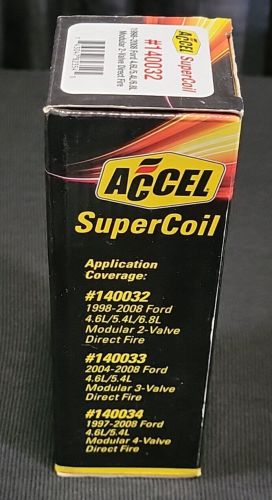 ACCEL
SuperCoil
#140032
1998-2008 Ford 4.6L/5.4L/6.8L
Modular 2-Valve Direct Fire
ACCEL
SuperCoil
Application
Coverage:
#140032
1998-2008 Ford
4.6L/5.4L/6.8L
Modular 2-Valve
Direct Fire
#140033
2004-2008 Ford
4.6L/5.4L
Modular 3-Valve
Direct Fire
#140034
1997-2008 Ford
4.6L/5.4L
Modular 4-Valve
Direct Fire